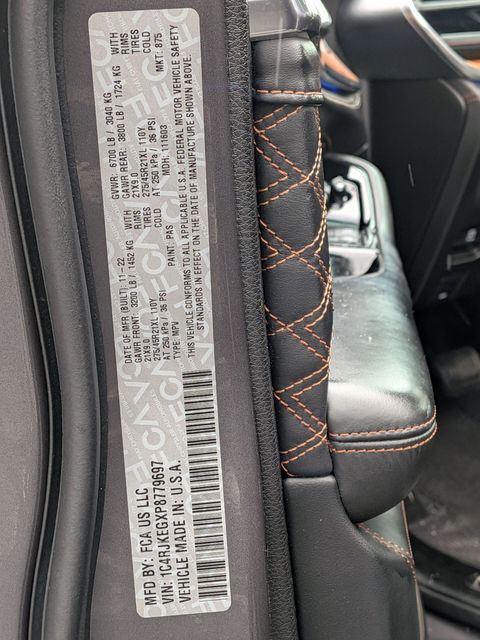 MFD BY: FCA US LLC
DATE OF MFR (BUILT): 11-22
GVWR: 6700 LB / 3040 KG
GAWR FRONT: 3200 LB / 1452 KG WITH
21X9.0 RIMS
275/45R21XL 110Y TIRES
AT 250 kPa / 36 PSI COLD
GAWR REAR: 3800 LB / 1724 KG WITH
21X9.0 RIMS
275/45R21XL 110Y TIRES
AT 250 kPa / 36 PSI COLD
TYPE: MPV
PAINT: PAS
MDH: 111603
MKT: 875
THIS VEHICLE CONFORMS TO ALL APPLICABLE U.S.A. FEDERAL MOTOR VEHICLE SAFETY
STANDARDS IN EFFECT ON THE DATE OF MANUFACTURE SHOWN ABOVE.
VIN: 1C4RJKEGXP8779697
VEHICLE MADE IN: U.S.A.